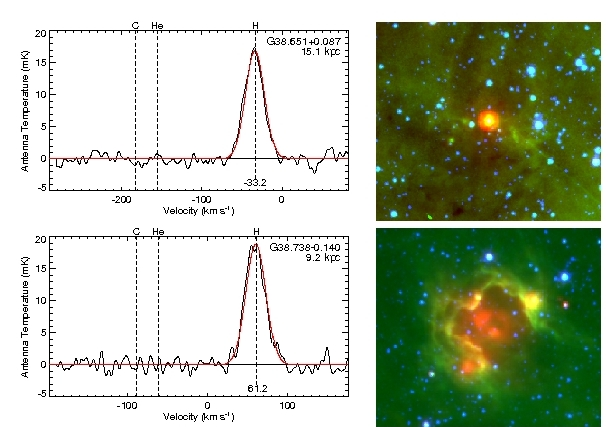 C He H
20
15
10
5
0
-5
Antenna Temperature (mK)
G38.651+0.087
15.1 kpc
-33.2
-200 -100 0
Velocity (km s⁻¹)
C He H
20
15
10
5
0
-5
Antenna Temperature (mK)
G38.738-0.140
9.2 kpc
61.2
-100 0 100
Velocity (km s⁻¹)